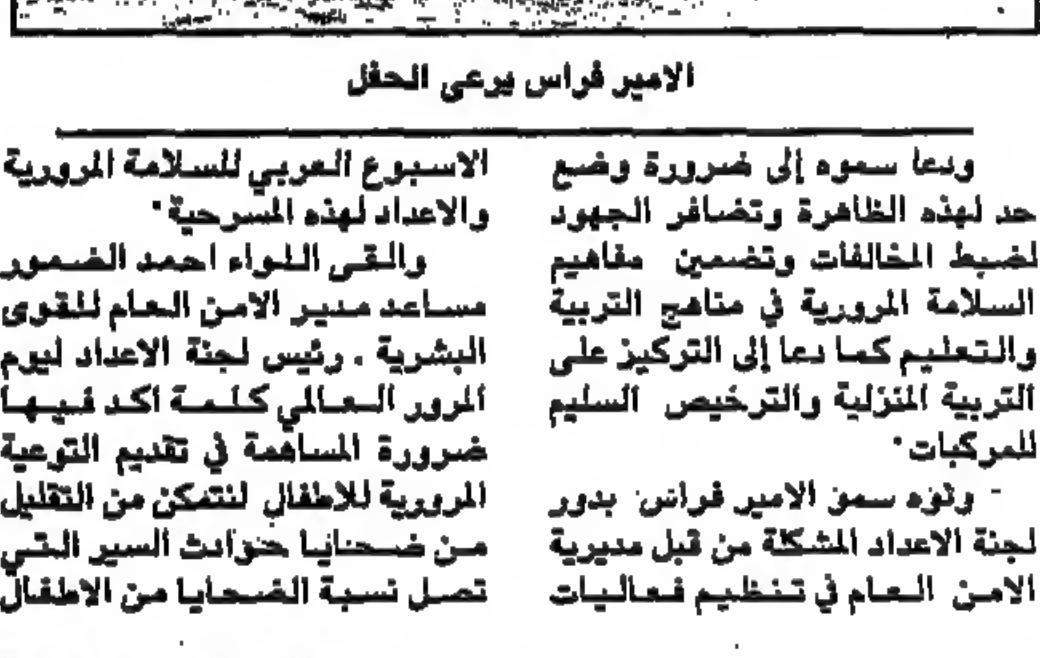 الامير فراس يرعى الحفل
ودعا سموه إلى ضرورة وضع
حد لهذه الظاهرة وتضافر الجهود
لضبط المخالفات وتضمين مفاهيم
السلامة المرورية في مناهج التربية
والتعليم كما دعا إلى التركيز على
التربية المنزلية والترخيص السليم
للمركبات ٠
ونوه سمو الامير فراس بدور
لجنة الاعداد المشكلة من قبل مديرية
الامن العام في تنظيم فعاليات
الاسبوع العربي للسلامة المرورية
والاعداد لهذه المسرحية ٠
والقى اللواء احمد الضمور
مساعد مدير الامن العام للقوى
البشرية . رئيس لجنة الاعداد ليوم
المرور العالمي كلمة اكد فيها
ضرورة المساهمة في تقديم التوعية
المرورية للاطفال لنتمكن من التقليل
من ضحايا حوادث السير التي
تصل نسبة الضحايا من الاطفال